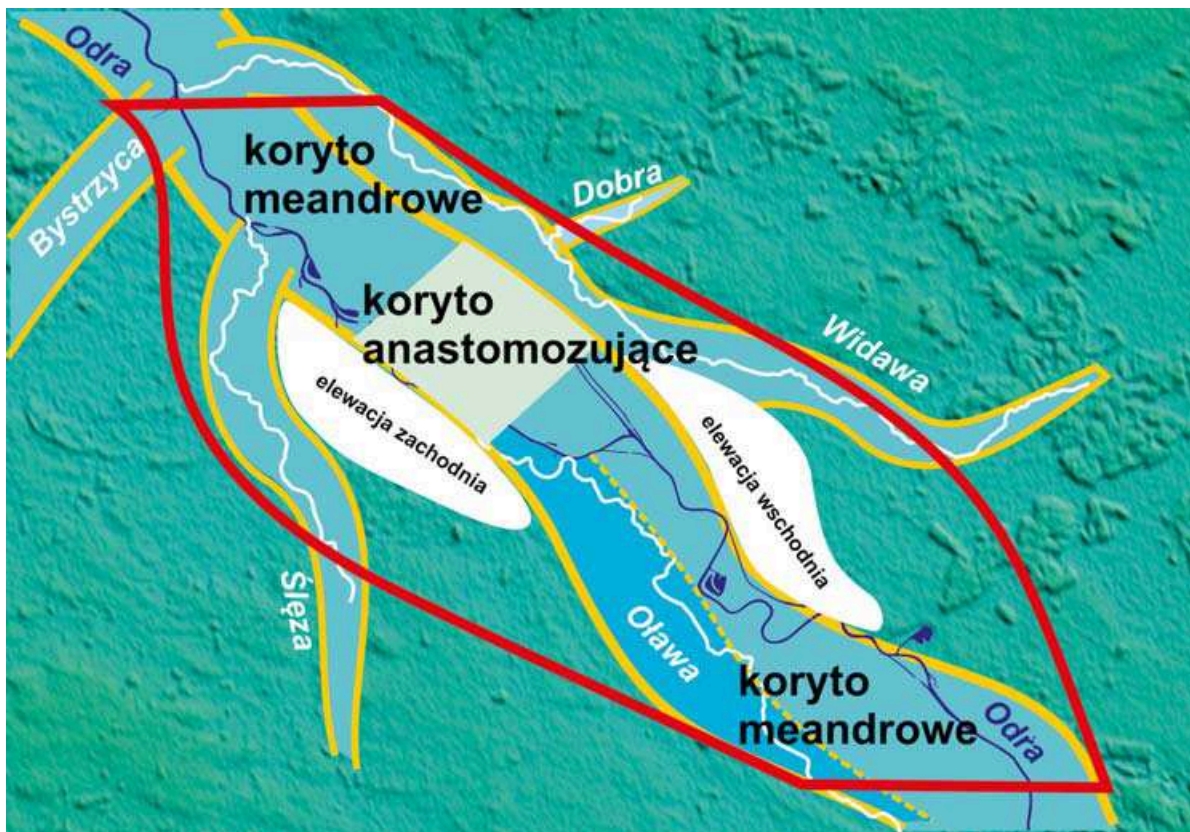 Odra
Bystrzyca
koryto
meandrowe
Dobra
koryto
anastomozujące
Widawa
elewacja zachodnia
elewacja wschodnia
Ślęza
Oława
koryto
meandrowe
Odra